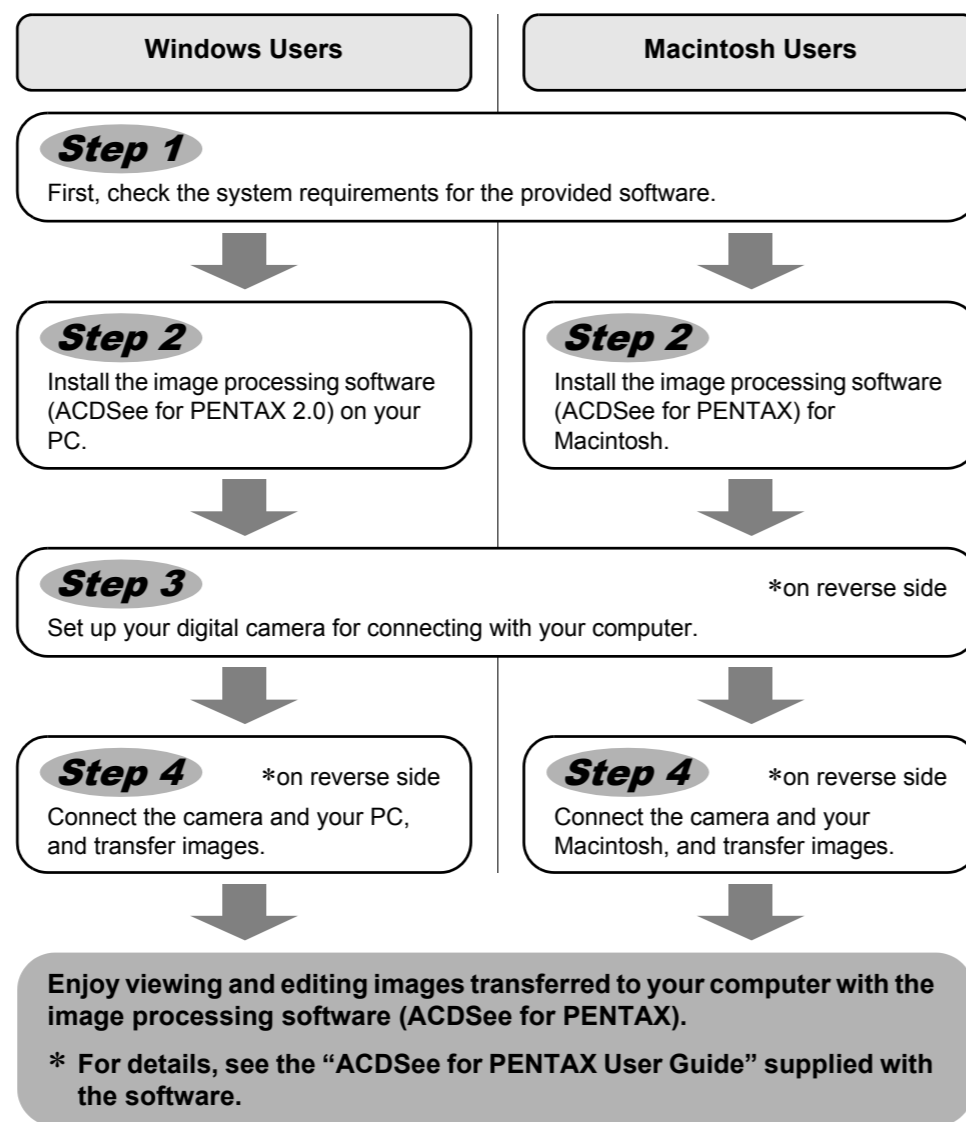 Windows Users
Macintosh Users
Step 1
First, check the system requirements for the provided software.
Step 2
Install the image processing software
(ACDSee for PENTAX 2.0) on your
PC.
Step 2
Install the image processing software
(ACDSee for PENTAX) for
Macintosh.
Step 3
*on reverse side
Set up your digital camera for connecting with your computer.
Step 4
*on reverse side
Connect the camera and your PC,
and transfer images.
Step 4
*on reverse side
Connect the camera and your
Macintosh, and transfer images.
Enjoy viewing and editing images transferred to your computer with the
image processing software (ACDSee for PENTAX).
* For details, see the “ACDSee for PENTAX User Guide” supplied with
the software.